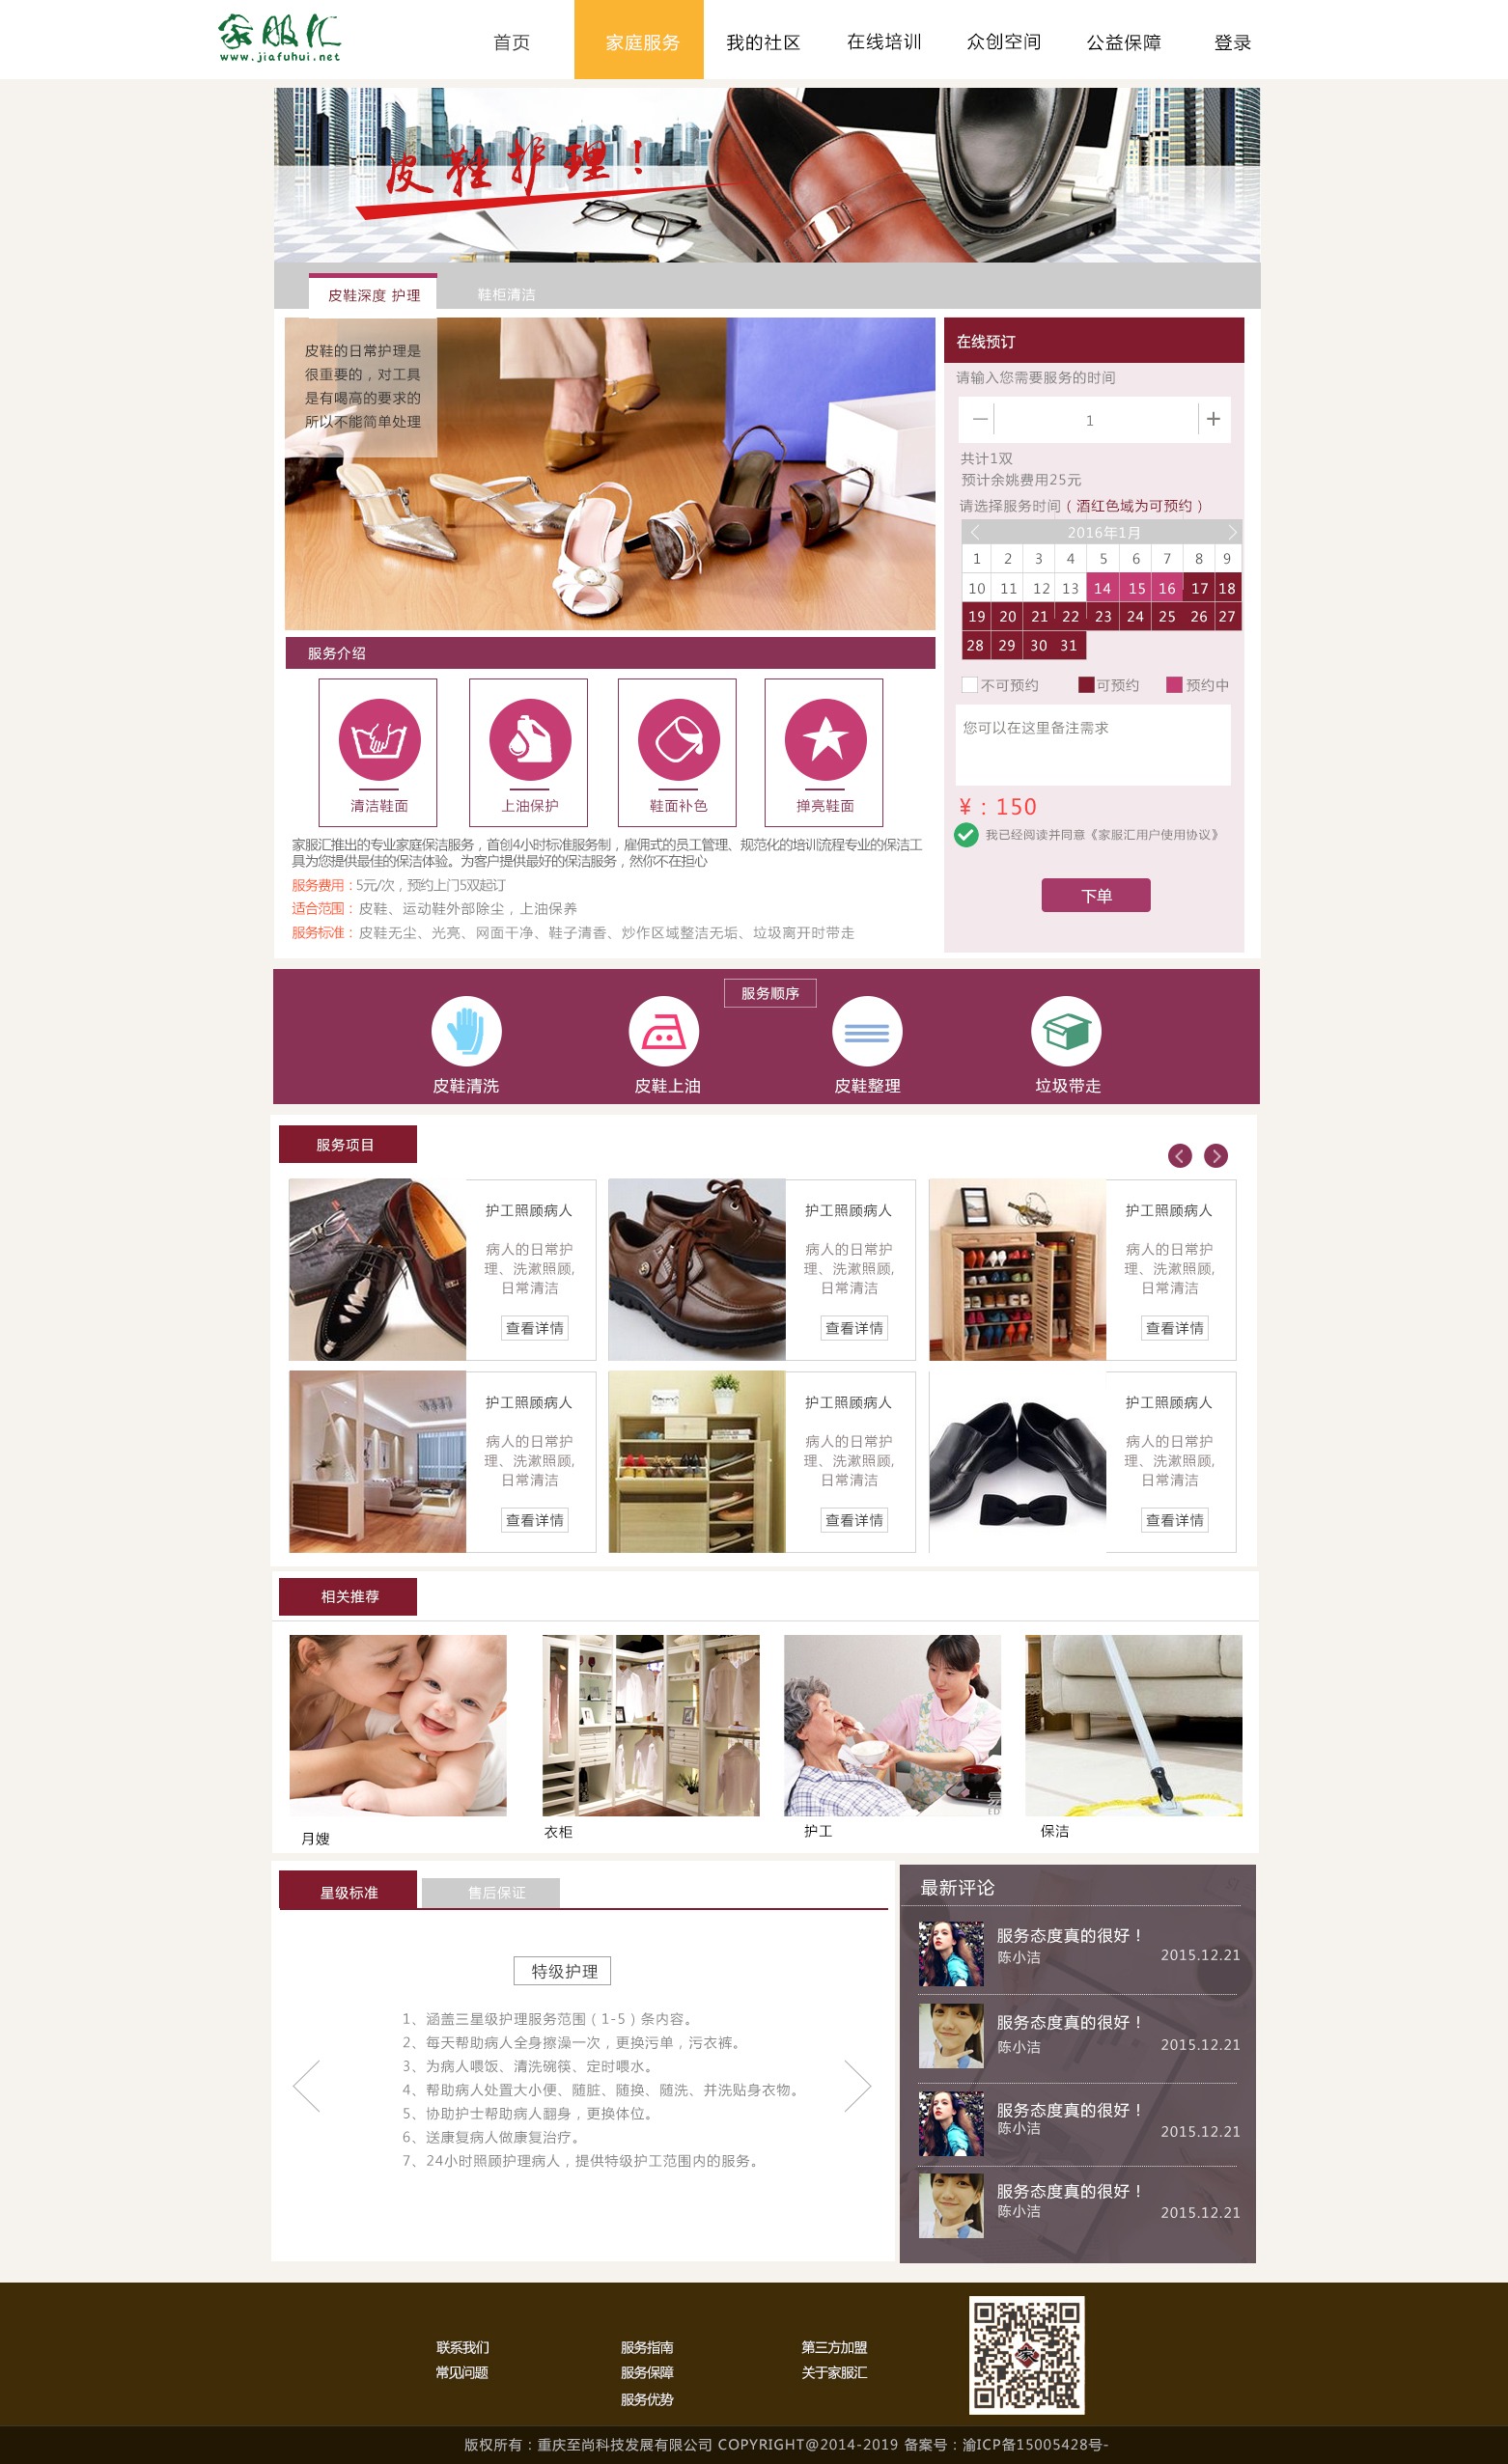 家服汇
www.jiafuhui.net
首页
家庭服务
我的社区
在线培训
众创空间
公益保障
登录
皮鞋护理！
皮鞋深度 护理
鞋柜清洁
皮鞋的日常护理是
很重要的，对工具
是有喝高的要求的
所以不能简单处理
在线预订
请输入您需要服务的时间
1
共计1双
预计余姚费用25元
请选择服务时间（酒红色域为可预约）
2016年1月
1 2 3 4 5 6 7 8 9
10 11 12 13 14 15 16 17 18
19 20 21 22 23 24 25 26 27
28 29 30 31
不可预约 可预约 预约中
您可以在这里备注需求
¥：150
我已经阅读并同意《家服汇用户使用协议》
下单
服务介绍
清洁鞋面
上油保护
鞋面补色
掸亮鞋面
家服汇推出的专业家庭保洁服务，首创4小时标准服务制，雇佣式的员工管理、规范化的培训流程专业的保洁工
具为您提供最佳的保洁体验。为客户提供最好的保洁服务，然你不在担心
服务费用：5元/次，预约上门5双起订
适合范围： 皮鞋、运动鞋外部除尘，上油保养
服务标准： 皮鞋无尘、光亮、网面干净、鞋子清香、炒作区域整洁无垢、垃圾离开时带走
服务顺序
皮鞋清洗
皮鞋上油
皮鞋整理
垃圾带走
服务项目
护工照顾病人
病人的日常护
理、洗漱照顾,
日常清洁
查看详情
护工照顾病人
病人的日常护
理、洗漱照顾,
日常清洁
查看详情
护工照顾病人
病人的日常护
理、洗漱照顾,
日常清洁
查看详情
护工照顾病人
病人的日常护
理、洗漱照顾,
日常清洁
查看详情
护工照顾病人
病人的日常护
理、洗漱照顾,
日常清洁
查看详情
护工照顾病人
病人的日常护
理、洗漱照顾,
日常清洁
查看详情
相关推荐
月嫂
衣柜
护工
保洁
星级标准
售后保证
特级护理
1、涵盖三星级护理服务范围（1-5）条内容。
2、每天帮助病人全身擦澡一次，更换污单，污衣裤。
3、为病人喂饭、清洗碗筷、定时喂水。
4、帮助病人处置大小便、随脏、随换、随洗、并洗贴身衣物。
5、协助护士帮助病人翻身，更换体位。
6、送康复病人做康复治疗。
7、24小时照顾护理病人，提供特级护工范围内的服务。
最新评论
服务态度真的很好！
陈小洁
2015.12.21
服务态度真的很好！
陈小洁
2015.12.21
服务态度真的很好！
陈小洁
2015.12.21
服务态度真的很好！
陈小洁
2015.12.21
联系我们
常见问题
服务指南
服务保障
服务优势
第三方加盟
关于家服汇
家
版权所有：重庆至尚科技发展有限公司 COPYRIGHT@2014-2019 备案号：渝ICP备15005428号-